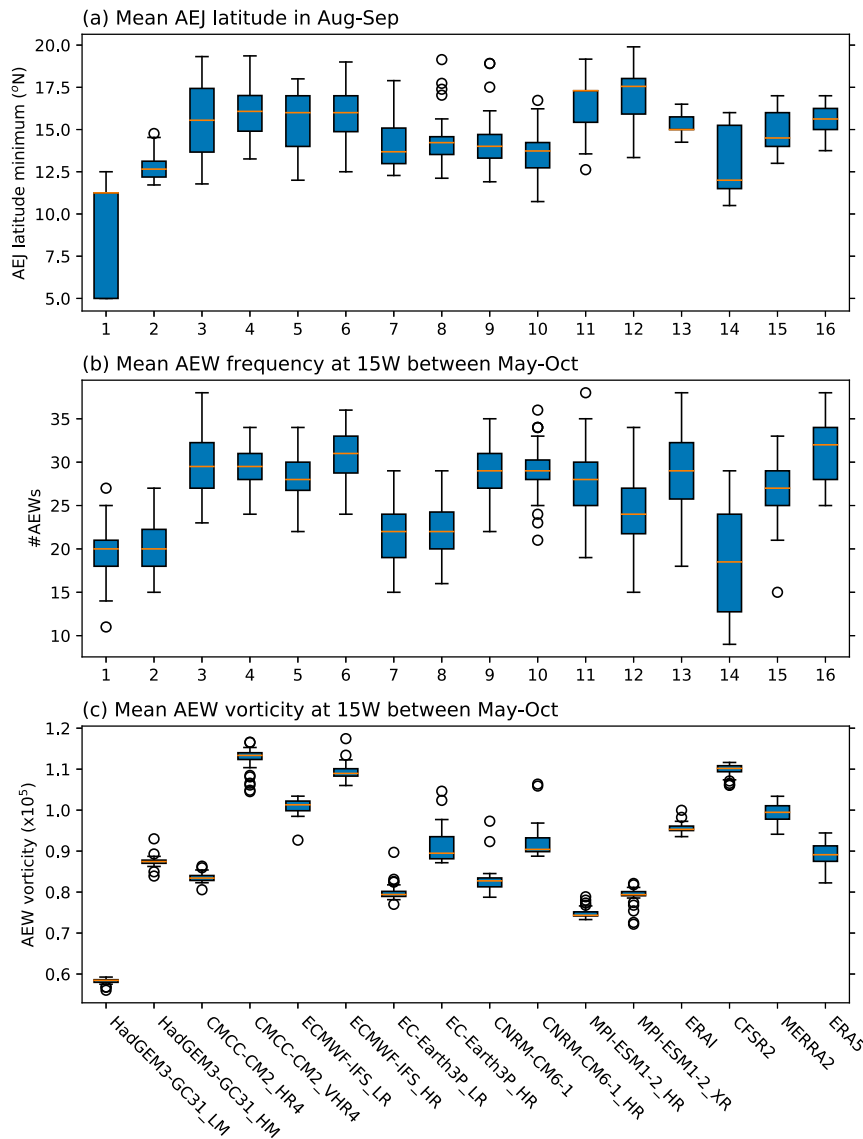 (a) Mean AEJ latitude in Aug-Sep
AEJ latitude minimum (°N)
20.0
17.5
15.0
12.5
10.0
7.5
5.0
1 2 3 4 5 6 7 8 9 10 11 12 13 14 15 16
(b) Mean AEW frequency at 15W between May-Oct
#AEWs
35
30
25
20
15
10
1 2 3 4 5 6 7 8 9 10 11 12 13 14 15 16
(c) Mean AEW vorticity at 15W between May-Oct
AEW vorticity (x10⁵)
1.2
1.1
1.0
0.9
0.8
0.7
0.6
HadGEM3-GC31_LM
HadGEM3-GC31_HM
CMCC-CM2_HR4
CMCC-CM2_VHR4
ECMWF-IFS_LR
ECMWF-IFS_HR
EC-Earth3P_LR
EC-Earth3P_HR
CNRM-CM6-1
CNRM-CM6-1_HR
MPI-ESM1-2_HR
MPI-ESM1-2_XR
ERAI
CFSR2
MERRA2
ERA5